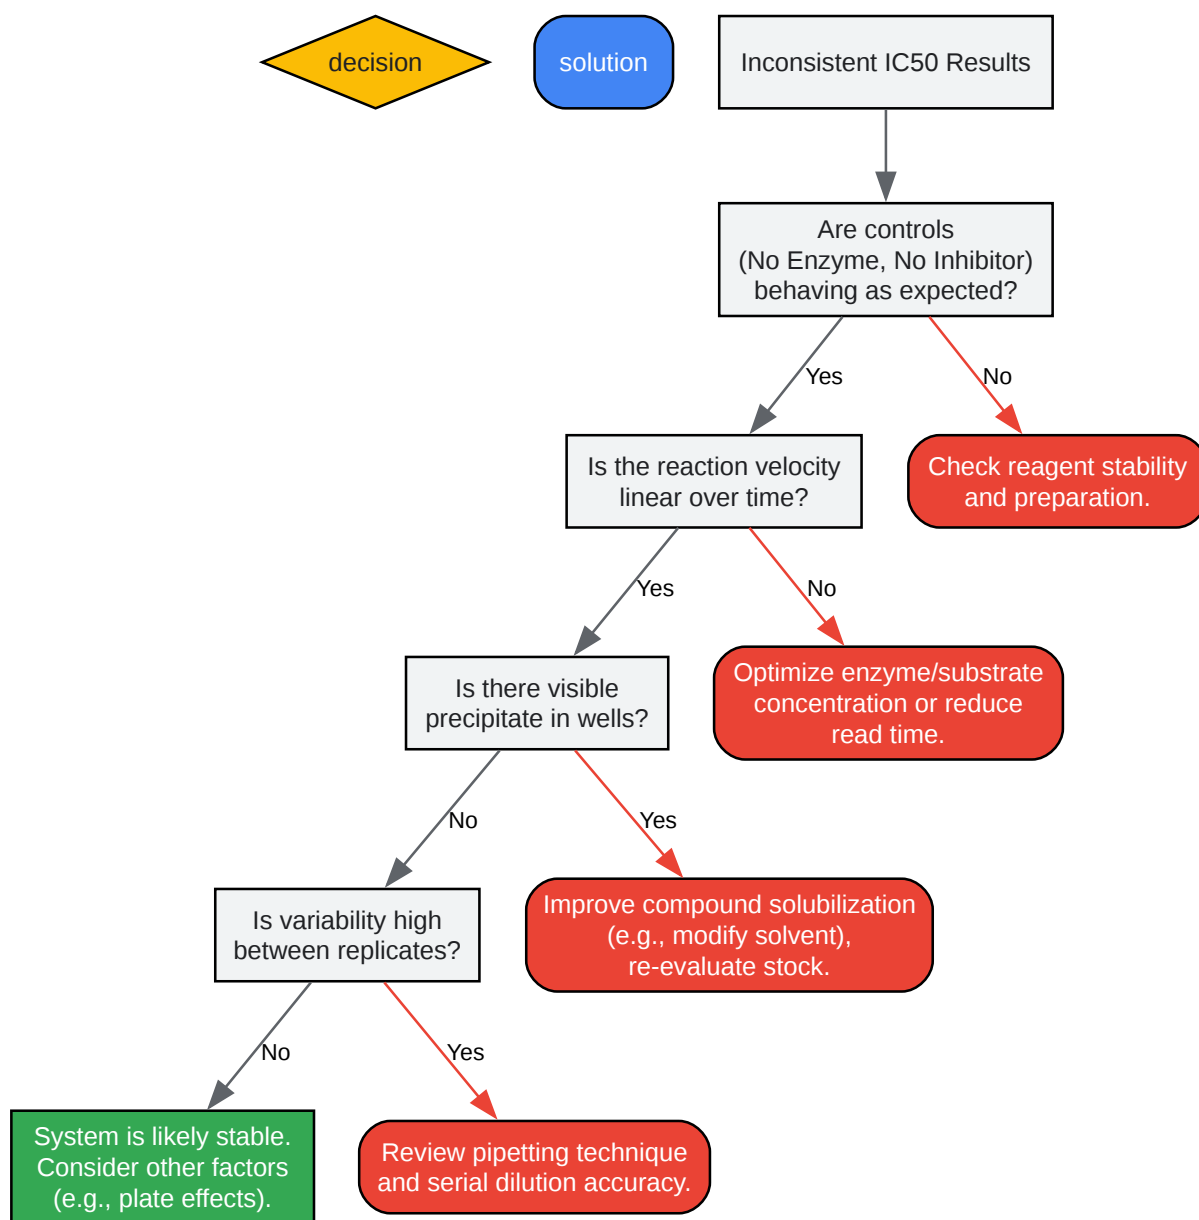 decision
solution
Inconsistent IC50 Results
Are controls
(No Enzyme, No Inhibitor)
behaving as expected?
Yes
No
Is the reaction velocity
linear over time?
Check reagent stability
and preparation.
Yes
No
Is there visible
precipitate in wells?
Optimize enzyme/substrate
concentration or reduce
read time.
No
Yes
Is variability high
between replicates?
Improve compound solubilization
(e.g., modify solvent),
re-evaluate stock.
No
Yes
System is likely stable.
Consider other factors
(e.g., plate effects).
Review pipetting technique
and serial dilution accuracy.